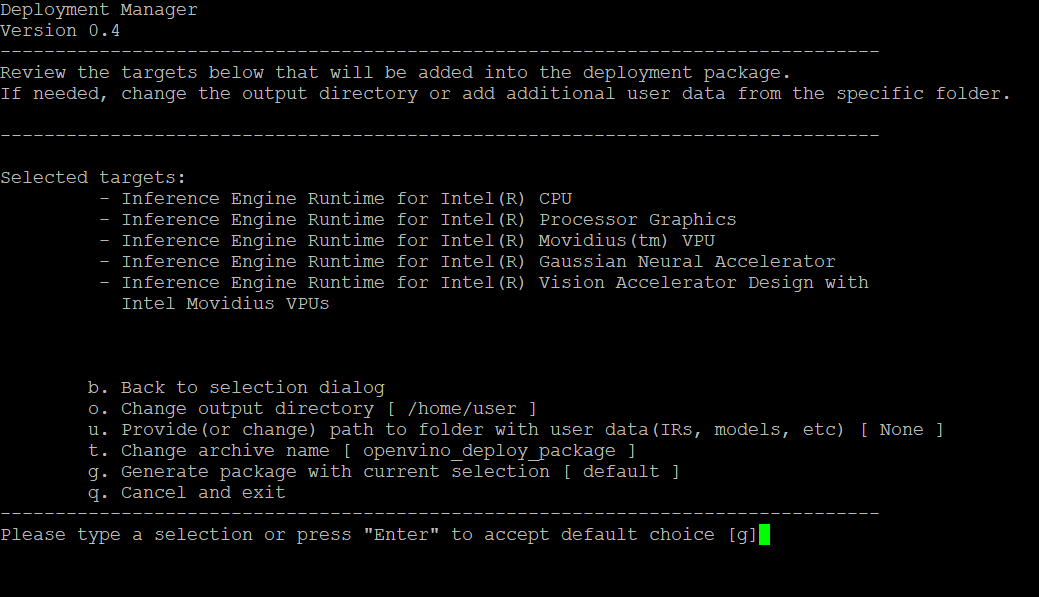 Deployment Manager
Version 0.4
--------------------------------------------------------------------------------
Review the targets below that will be added into the deployment package.
If needed, change the output directory or add additional user data from the specific folder.
--------------------------------------------------------------------------------
Selected targets:
- Inference Engine Runtime for Intel(R) CPU
- Inference Engine Runtime for Intel(R) Processor Graphics
- Inference Engine Runtime for Intel(R) Movidius(tm) VPU
- Inference Engine Runtime for Intel(R) Gaussian Neural Accelerator
- Inference Engine Runtime for Intel(R) Vision Accelerator Design with
Intel Movidius VPUs
b. Back to selection dialog
o. Change output directory [ /home/user ]
u. Provide(or change) path to folder with user data(IRs, models, etc) [ None ]
t. Change archive name [ openvino_deploy_package ]
g. Generate package with current selection [ default ]
q. Cancel and exit
--------------------------------------------------------------------------------
Please type a selection or press "Enter" to accept default choice [g]